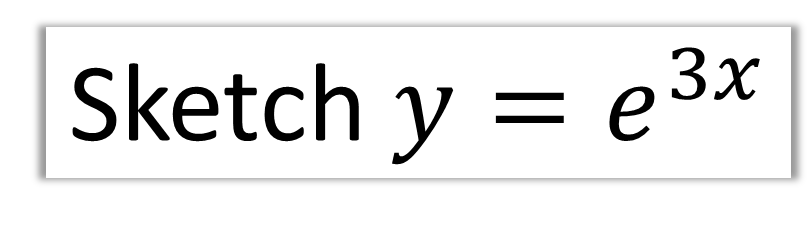 Sketch y = e^{3x}